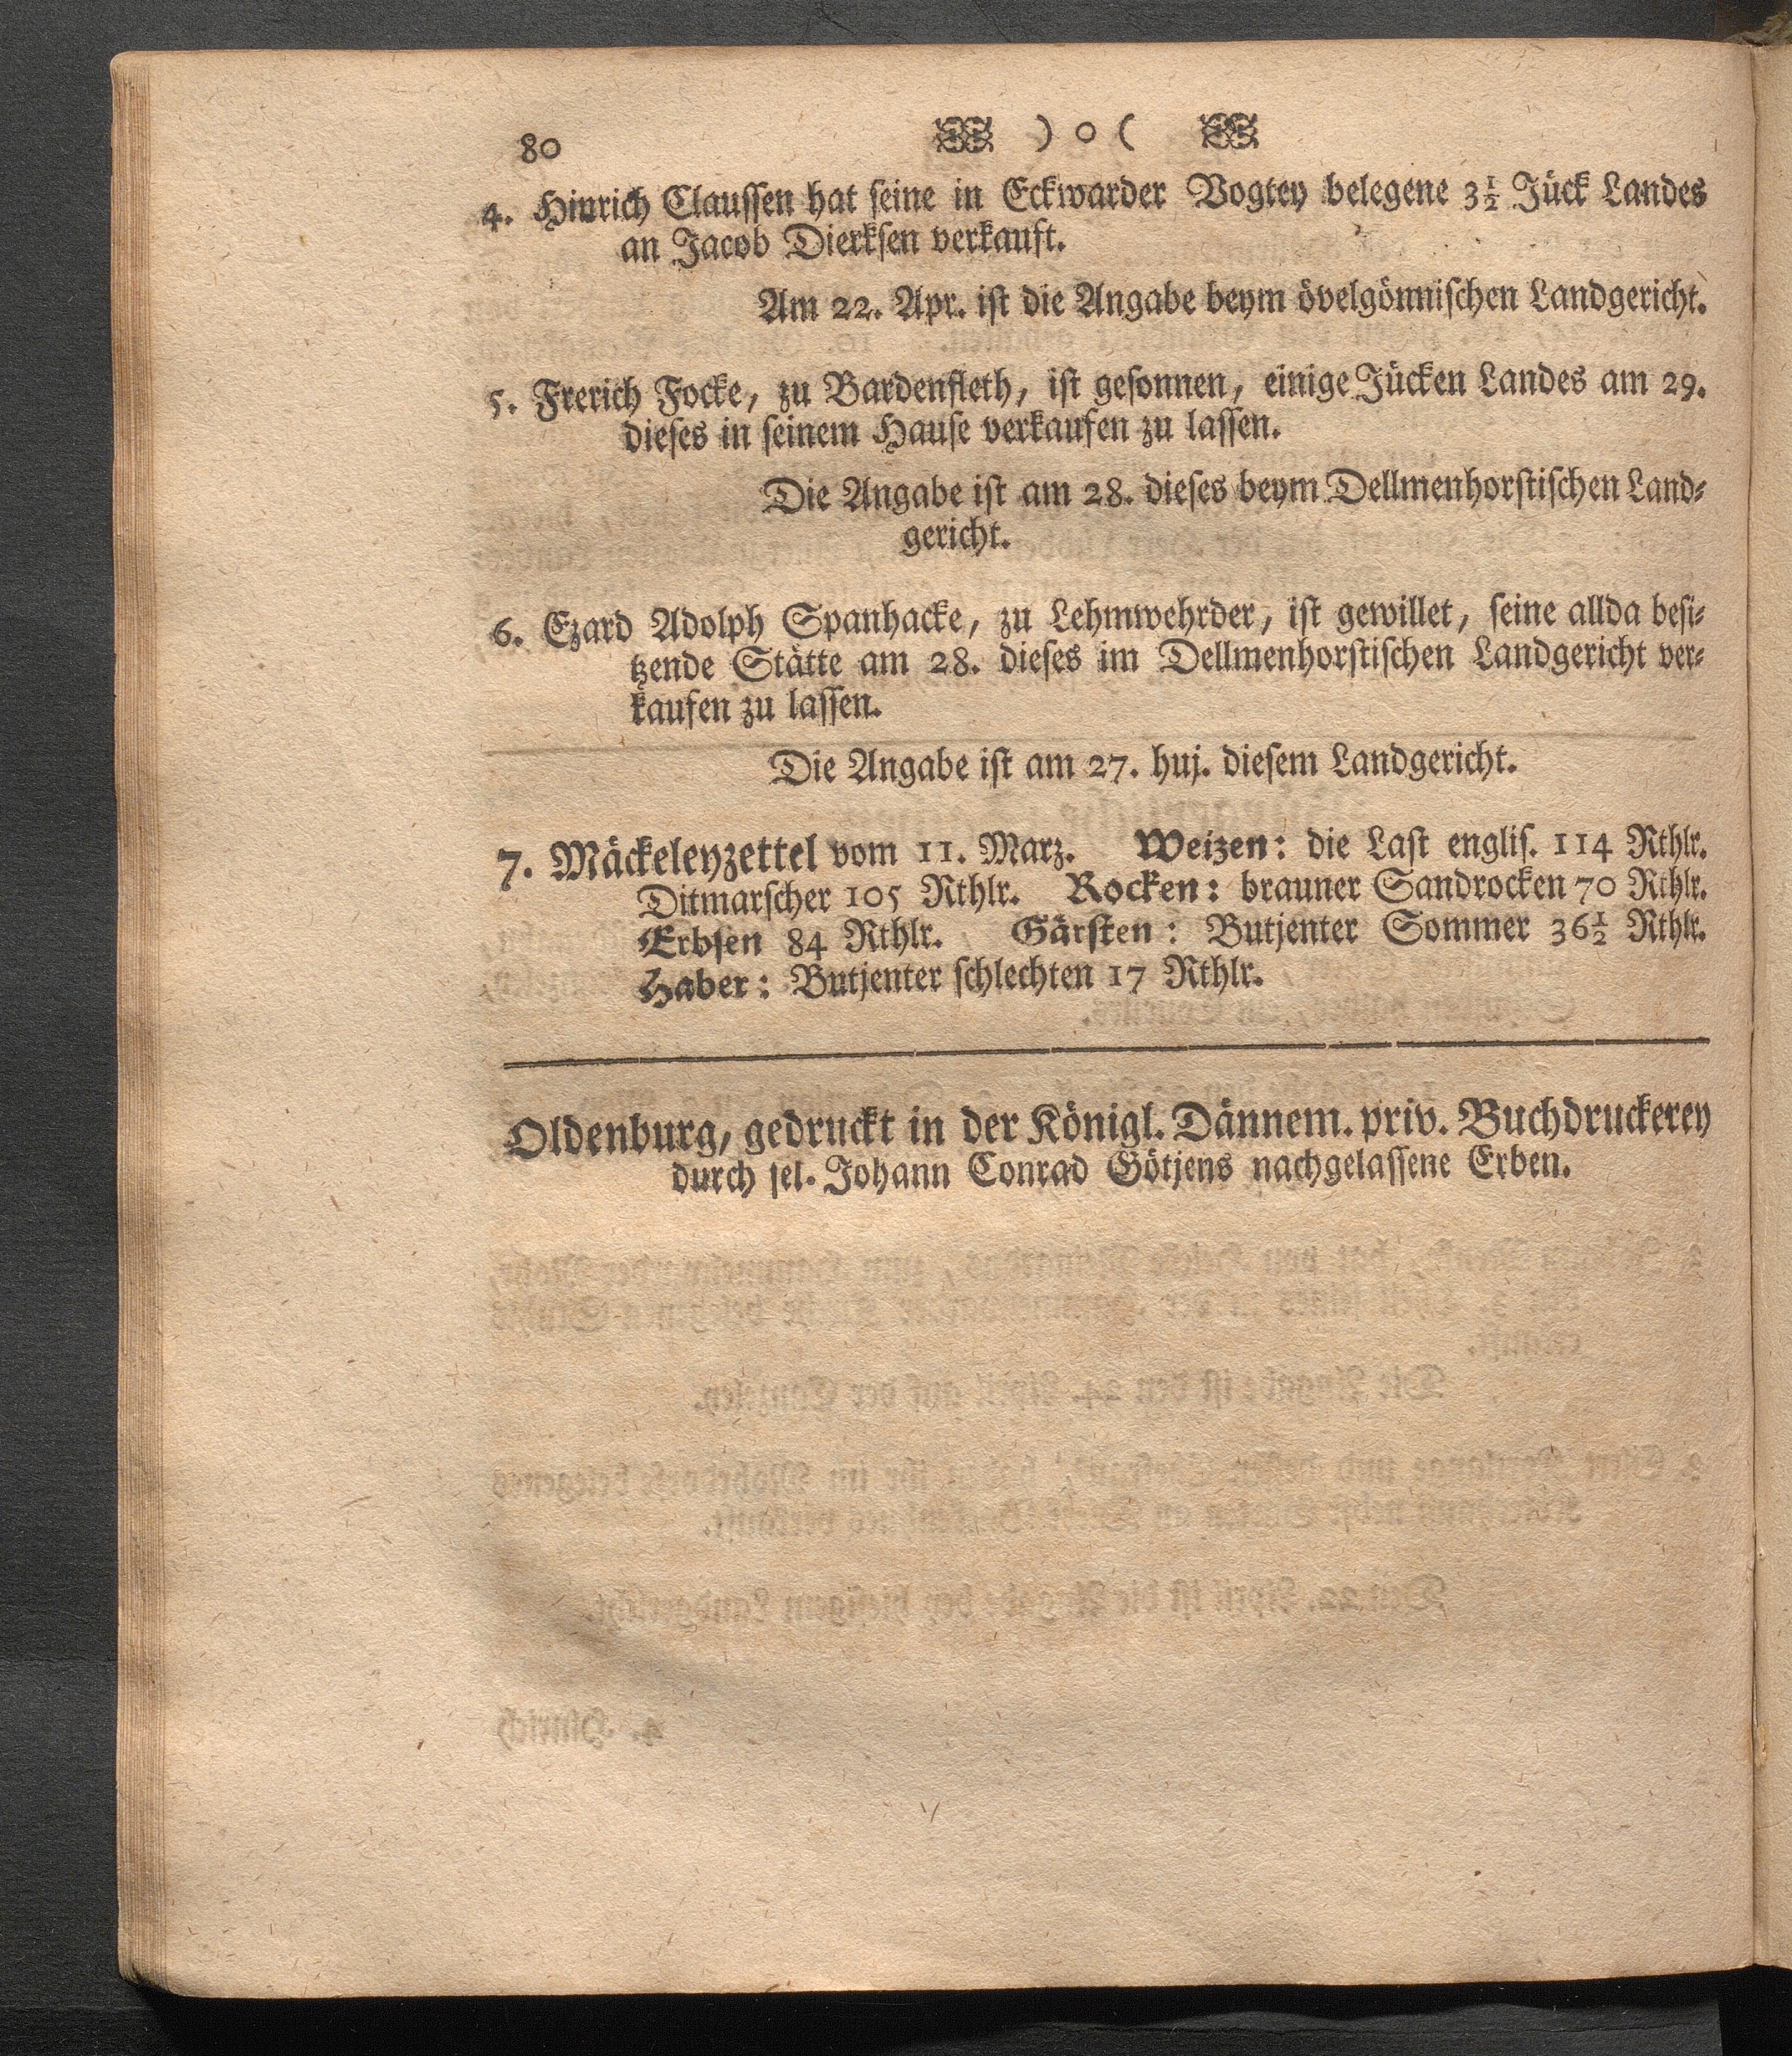 80 ) o (
4. Hinrich Claussen hat seine in Eckwarder Vogtey belegene 3½ Jück Landes
an Jacob Dierksen verkauft.
Am 22. Apr. ist die Angabe beym övelgönnischen Landgericht.
5. Frerich Focke, zu Bardenfleth, ist gesonnen, einige Jücken Landes am 29.
dieses in seinem Hause verkaufen zu lassen.
Die Angabe ist am 28. dieses beym Dellmenhorstischen Land-
gericht.
6. Ezard Adolph Spanhacke, zu Lehmwehrder, ist gewillet, seine allda besi-
tzende Stätte am 28. dieses im Dellmenhorstischen Landgericht ver-
kaufen zu lassen.
Die Angabe ist am 27. huj. diesem Landgericht.
7. Mäckeleyzettel vom 11. Marz. Weizen: die Last englis. 114 Rthlr.
Ditmarscher 105 Rthlr. Rocken: brauner Sandrocken 70 Rthlr.
Erbsen 84 Rthlr. Gärsten: Butjenter Sommer 36½ Rthlr.
Haber: Butjenter schlechten 17 Rthlr.
Oldenburg, gedruckt in der Königl. Dännem. priv. Buchdruckerey
durch sel. Johann Conrad Götjens nachgelassene Erben.